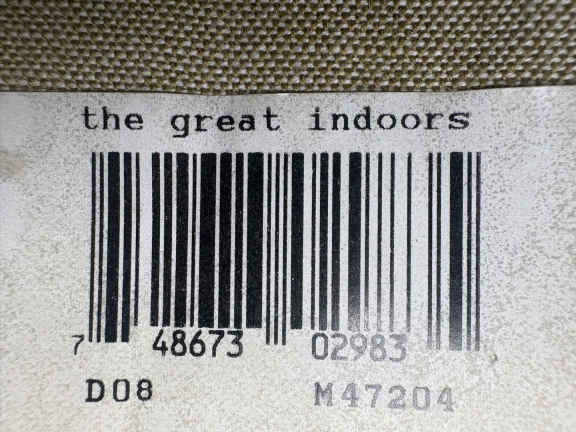 the great indoors
7 48673 02983
D08 M47204